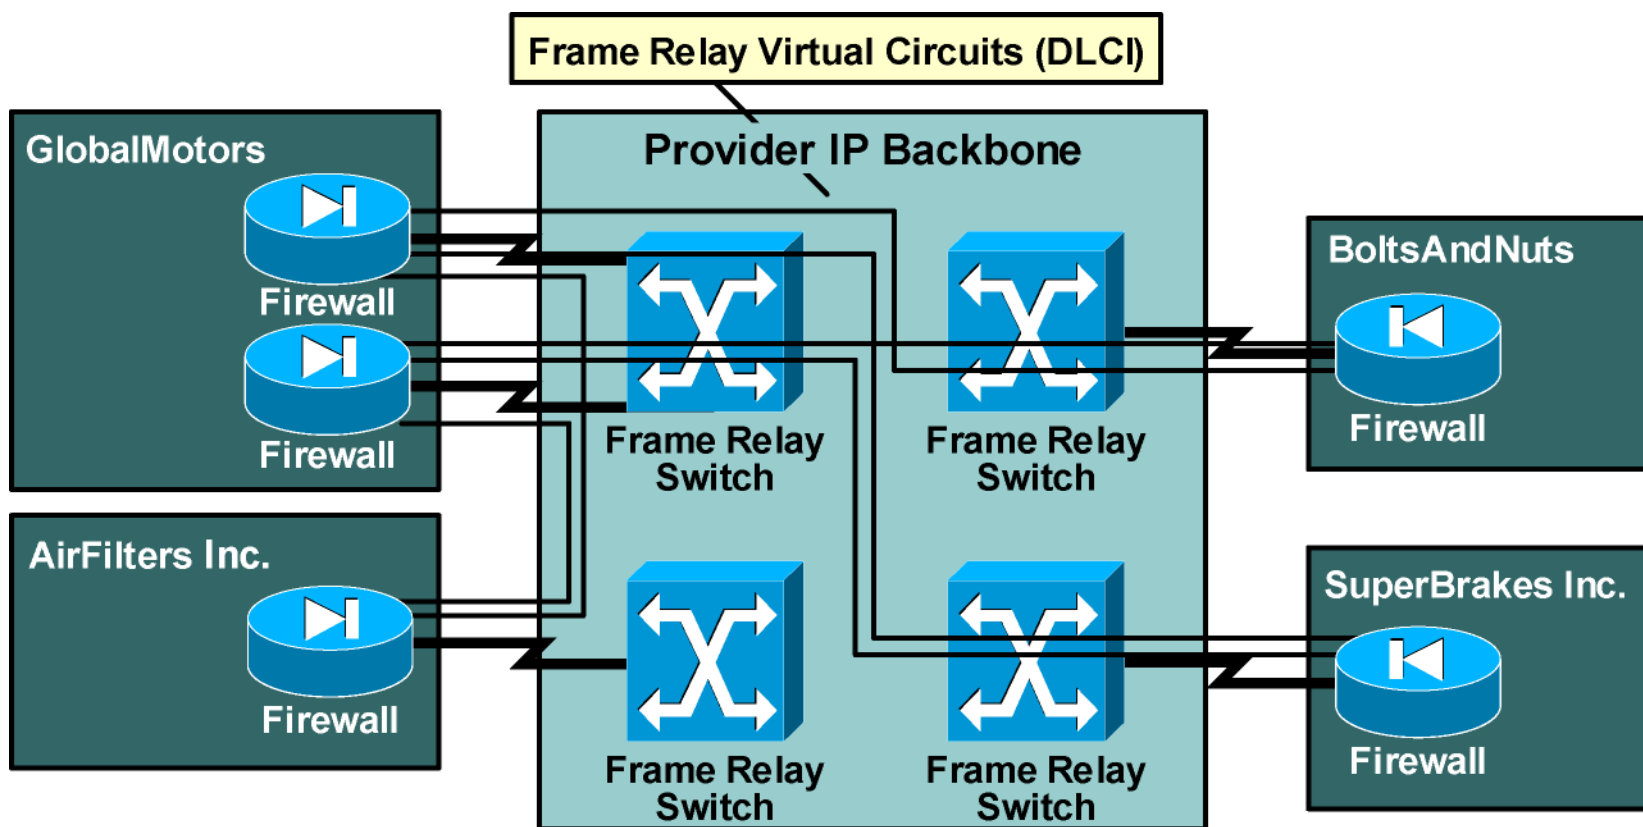 Frame Relay Virtual Circuits (DLCI)
GlobalMotors
Firewall
Firewall
Provider IP Backbone
Frame Relay
Switch
Frame Relay
Switch
BoltsAndNuts
Firewall
AirFilters Inc.
Firewall
Frame Relay
Switch
Frame Relay
Switch
SuperBrakes Inc.
Firewall